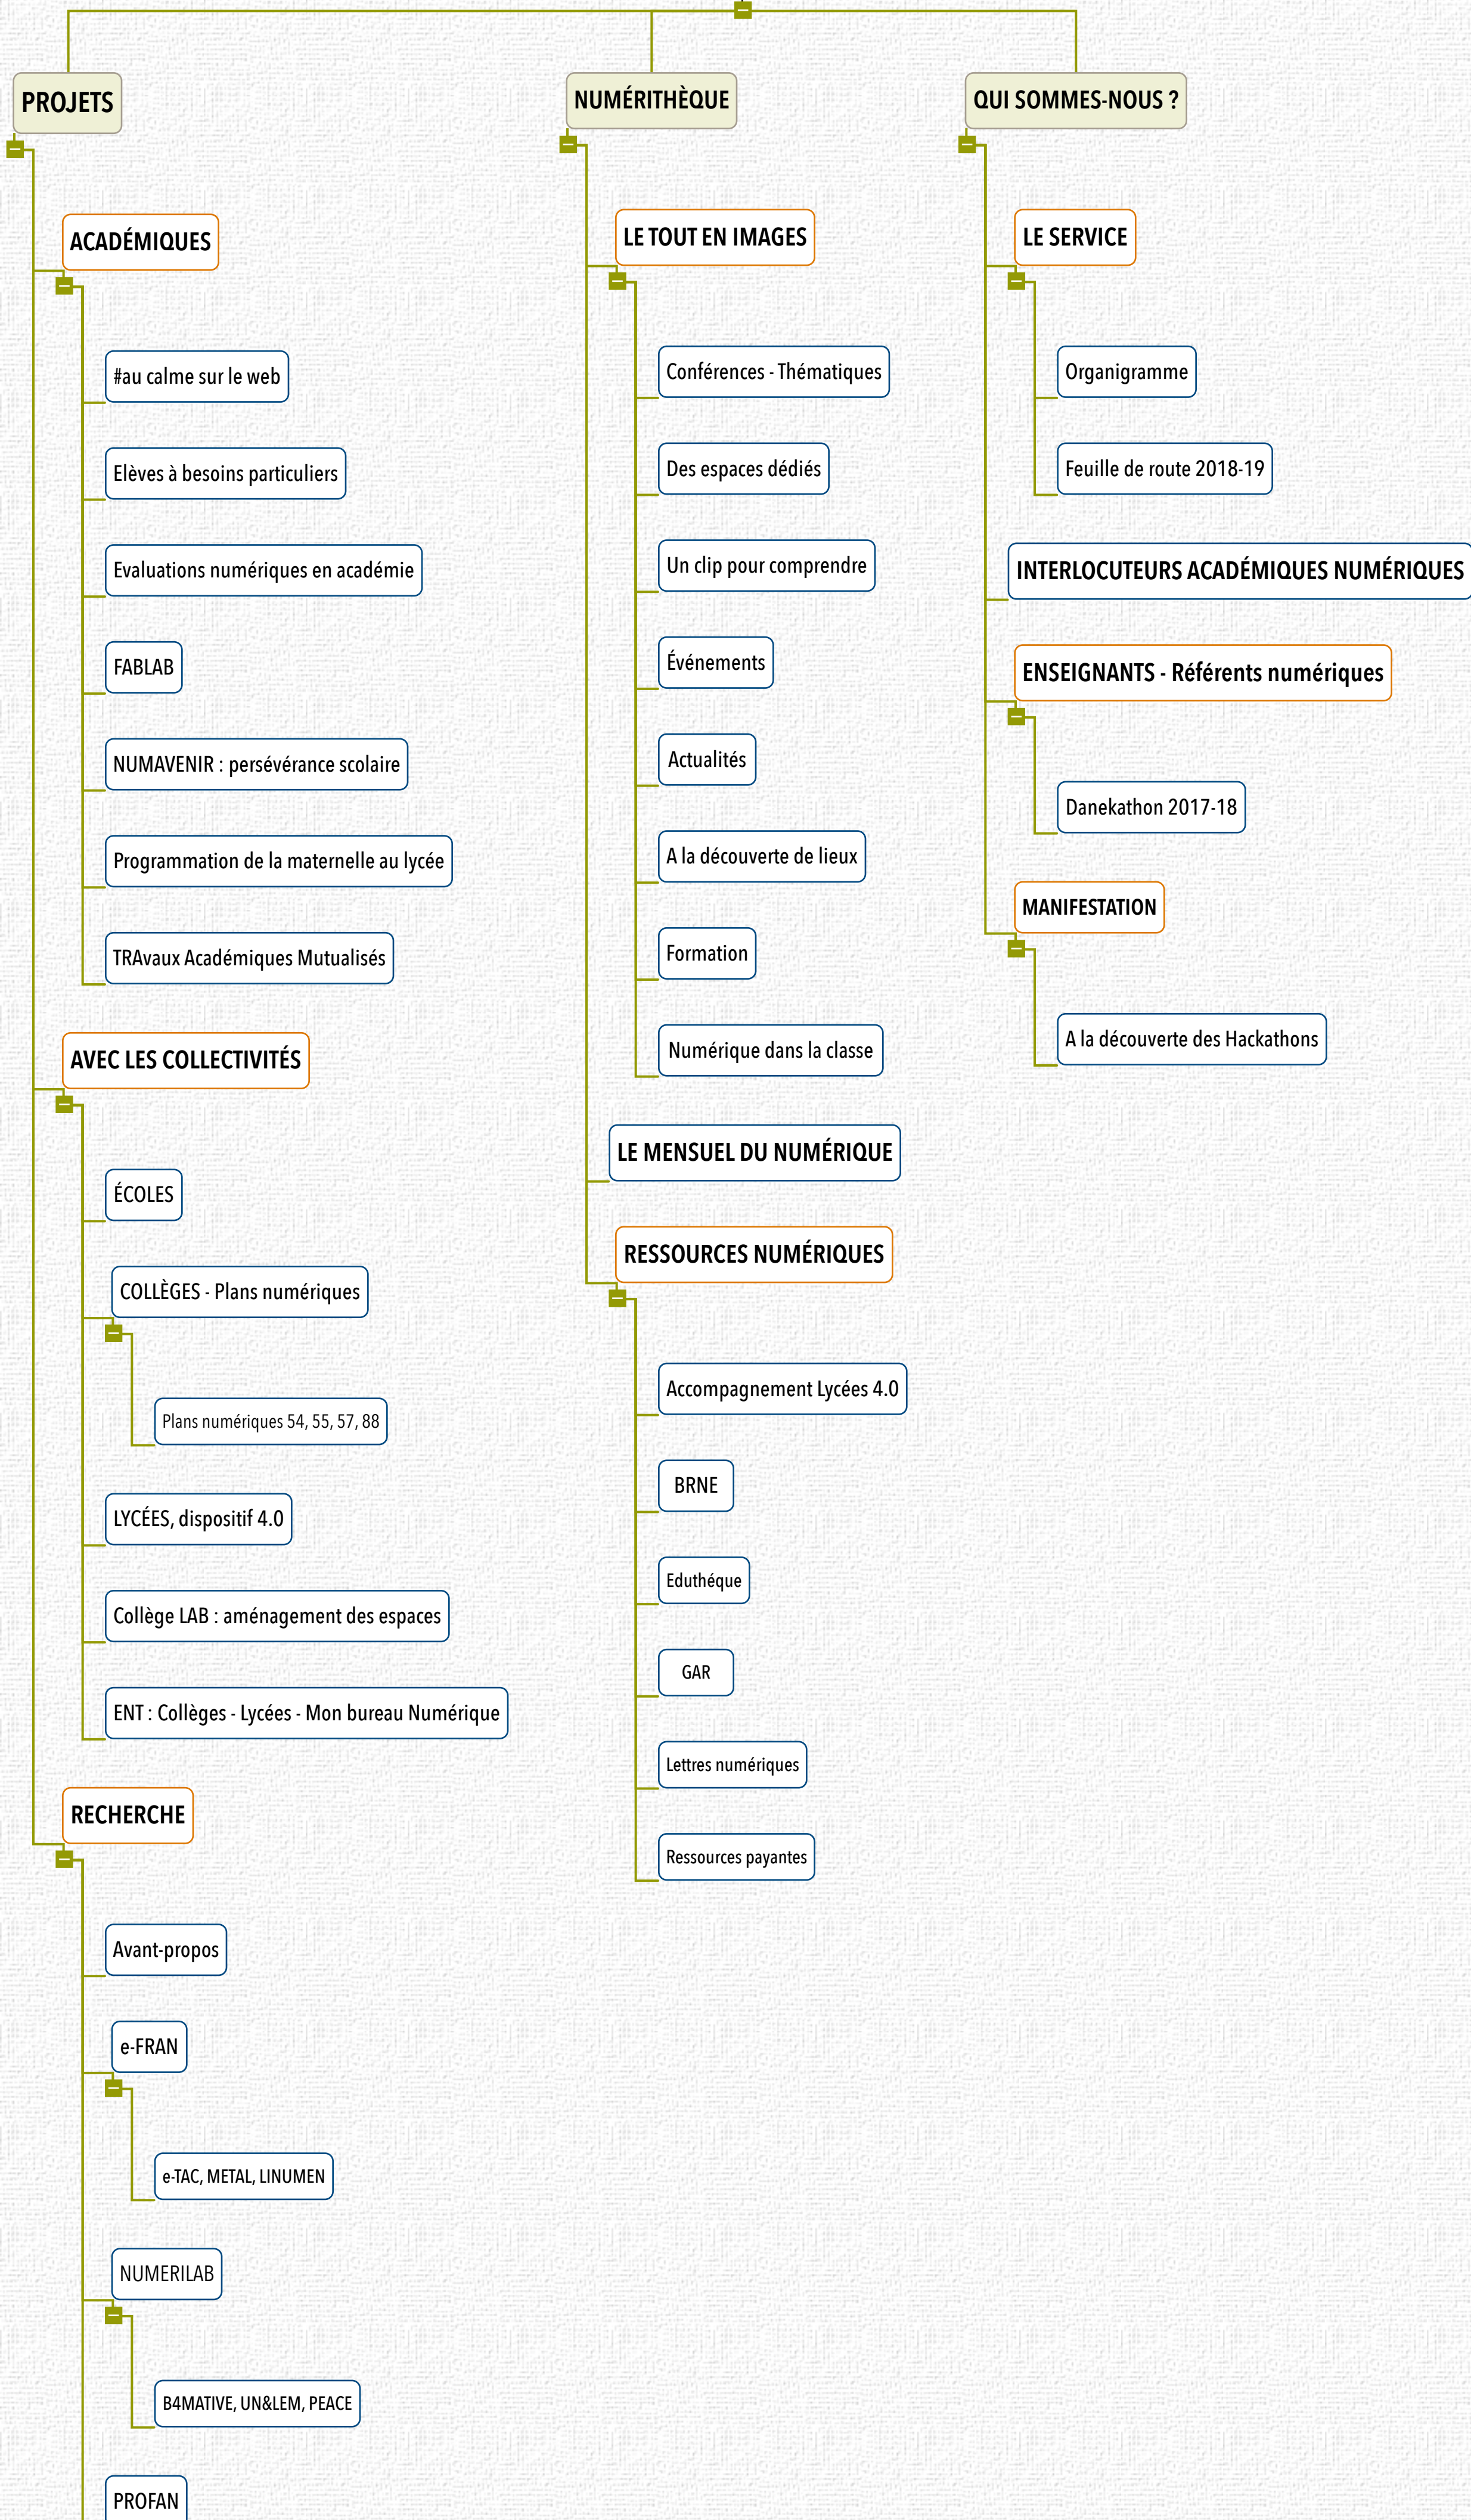 PROJETS
ACADÉMIQUES
#au calme sur le web
Elèves à besoins particuliers
Evaluations numériques en académie
FABLAB
NUMAVENIR : persévérance scolaire
Programmation de la maternelle au lycée
TRAvaux Académiques Mutualisés
AVEC LES COLLECTIVITÉS
ÉCOLES
COLLÈGES - Plans numériques
Plans numériques 54, 55, 57, 88
LYCÉES, dispositif 4.0
Collège LAB : aménagement des espaces
ENT : Collèges - Lycées - Mon bureau Numérique
RECHERCHE
Avant-propos
e-FRAN
e-TAC, METAL, LINUMEN
NUMERILAB
B4MATIVE, UN&LEM, PEACE
PROFAN
NUMÉRITHÈQUE
LE TOUT EN IMAGES
Conférences - Thématiques
Des espaces dédiés
Un clip pour comprendre
Événements
Actualités
A la découverte de lieux
Formation
Numérique dans la classe
LE MENSUEL DU NUMÉRIQUE
RESSOURCES NUMÉRIQUES
Accompagnement Lycées 4.0
BRNE
Eduthéque
GAR
Lettres numériques
Ressources payantes
QUI SOMMES-NOUS ?
LE SERVICE
Organigramme
Feuille de route 2018-19
INTERLOCUTEURS ACADÉMIQUES NUMÉRIQUES
ENSEIGNANTS - Référents numériques
Danekathon 2017-18
MANIFESTATION
A la découverte des Hackathons